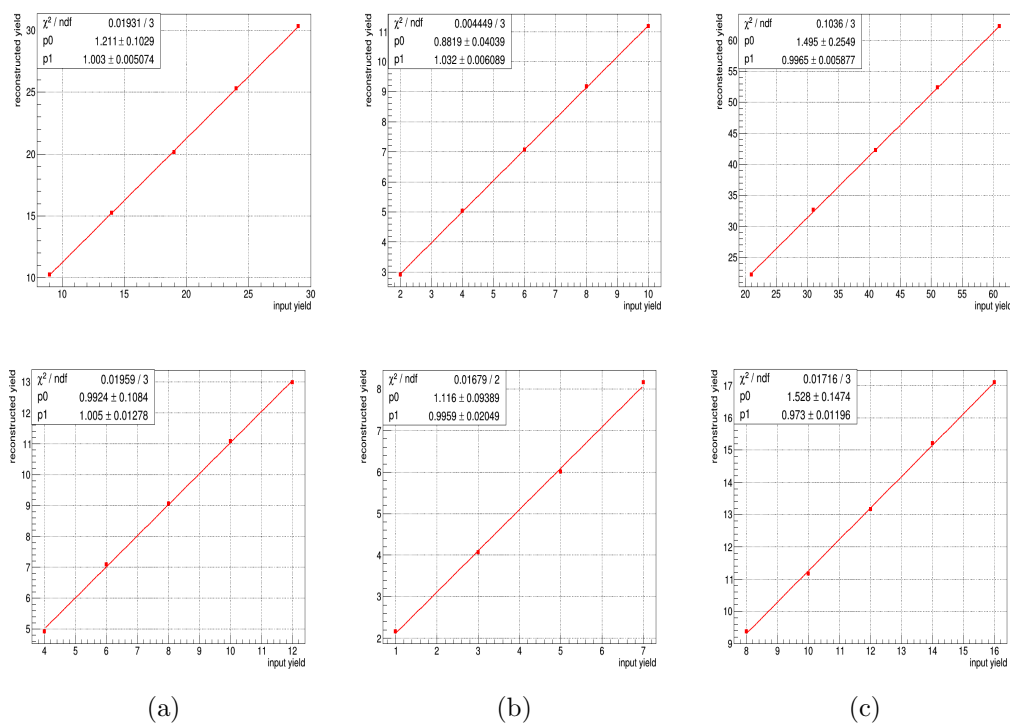 χ² / ndf 0.01931 / 3
p0 1.211 ± 0.1029
p1 1.003 ± 0.005074
reconstructed yield
30
25
20
15
10
10 15 20 25 30
input yield
χ² / ndf 0.004449 / 3
p0 0.8819 ± 0.04039
p1 1.032 ± 0.006089
reconstructed yield
11
10
9
8
7
6
5
4
3
2 3 4 5 6 7 8 9 10
input yield
χ² / ndf 0.1036 / 3
p0 1.495 ± 0.2549
p1 0.9965 ± 0.005877
reconsteucted yield
60
55
50
45
40
35
30
25
20 25 30 35 40 45 50 55 60
input yield
χ² / ndf 0.01959 / 3
p0 0.9924 ± 0.1084
p1 1.005 ± 0.01278
reconstructed yield
13
12
11
10
9
8
7
6
5
4 5 6 7 8 9 10 11 12
input yield
χ² / ndf 0.01679 / 2
p0 1.116 ± 0.09389
p1 0.9959 ± 0.02049
reconstructed yield
8
7
6
5
4
3
2
1 2 3 4 5 6 7
input yield
χ² / ndf 0.01716 / 3
p0 1.528 ± 0.1474
p1 0.973 ± 0.01196
reconstructed yield
17
16
15
14
13
12
11
10
9
8 9 10 11 12 13 14 15 16
input yield
(a) (b) (c)